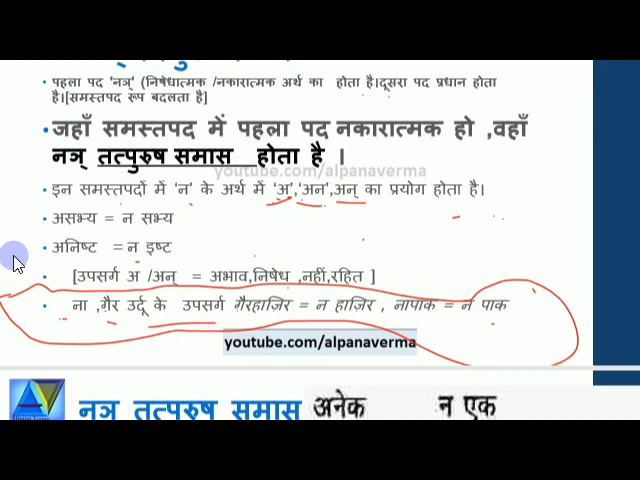 पहला पद 'नञ्' (निषेधात्मक /नकारात्मक अर्थ का होता है।दूसरा पद प्रधान होता
है।[समस्तपद रूप बदलता है]
जहाँ समस्तपद में पहला पद नकारात्मक हो ,वहाँ
नञ् तत्पुरुष समास होता है ।
youtube.com/alpanaverma
इन समस्तपदों में 'न' के अर्थ में 'अ','अन',अन् का प्रयोग होता है।
असभ्य = न सभ्य
अनिष्ट = न इष्ट
[उपसर्ग अ /अन् = अभाव,निषेध ,नहीं,रहित ]
ना ,ग़ैर उर्दू के उपसर्ग ग़ैरहाज़िर = न हाज़िर , नापाक = न पाक
youtube.com/alpanaverma
नञ् तत्पुरुष समास अनेक न एक